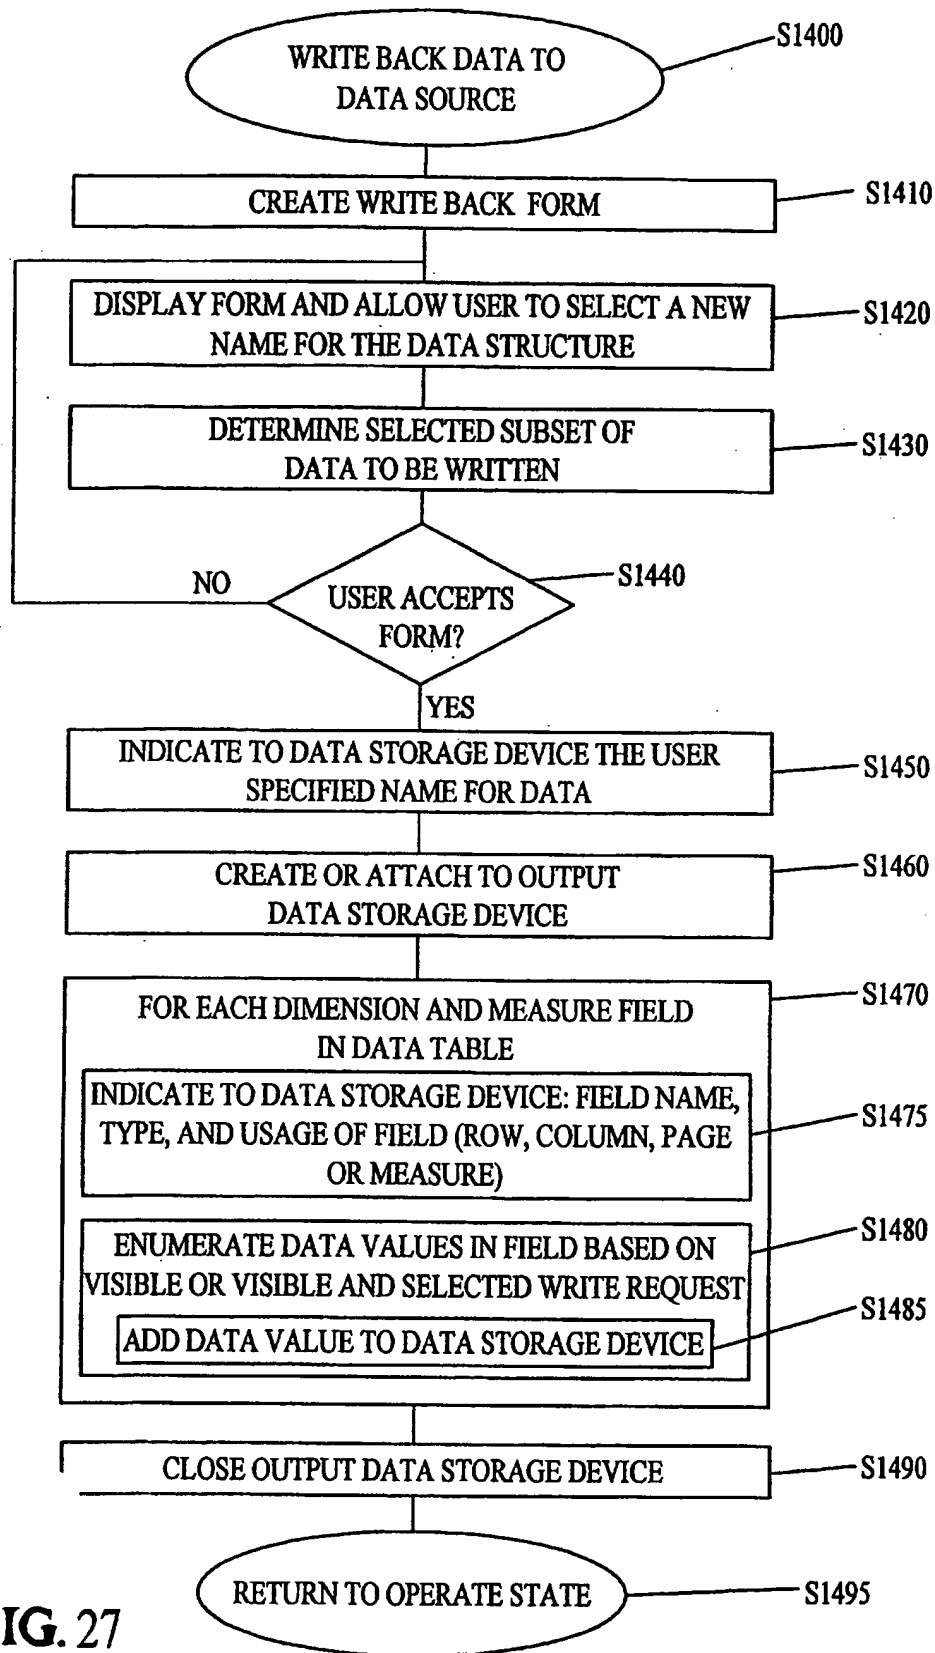 WRITE BACK DATA TO
DATA SOURCE
S1400
CREATE WRITE BACK FORM
S1410
DISPLAY FORM AND ALLOW USER TO SELECT A NEW
NAME FOR THE DATA STRUCTURE
S1420
DETERMINE SELECTED SUBSET OF
DATA TO BE WRITTEN
S1430
USER ACCEPTS
FORM?
S1440
NO
YES
INDICATE TO DATA STORAGE DEVICE THE USER
SPECIFIED NAME FOR DATA
S1450
CREATE OR ATTACH TO OUTPUT
DATA STORAGE DEVICE
S1460
FOR EACH DIMENSION AND MEASURE FIELD
IN DATA TABLE
S1470
INDICATE TO DATA STORAGE DEVICE: FIELD NAME,
TYPE, AND USAGE OF FIELD (ROW, COLUMN, PAGE
OR MEASURE)
S1475
ENUMERATE DATA VALUES IN FIELD BASED ON
VISIBLE OR VISIBLE AND SELECTED WRITE REQUEST
S1480
ADD DATA VALUE TO DATA STORAGE DEVICE
S1485
CLOSE OUTPUT DATA STORAGE DEVICE
S1490
RETURN TO OPERATE STATE
S1495
IG. 27